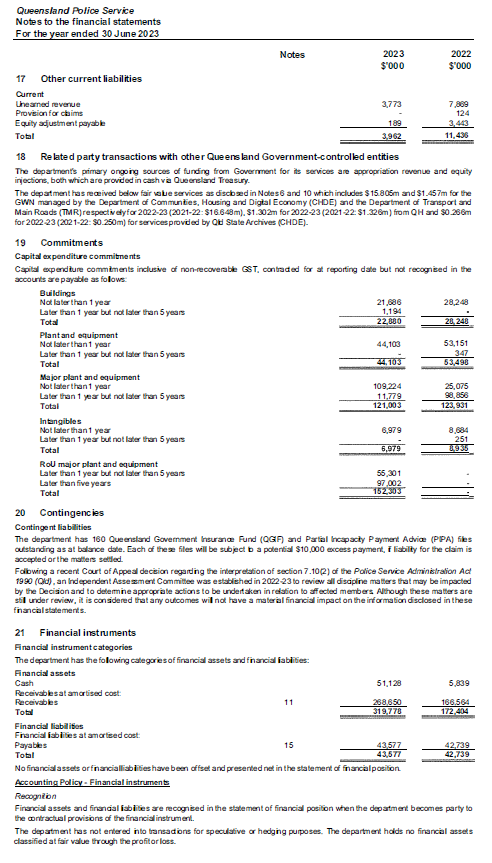 Queensland Police Service
Notes to the financial statements
For the year ended 30 June 2023
Notes 2023 2022
$'000 $'000
17 Other current liabilities
Current
Unearned revenue 3,773 7,869
Provision for claims - 124
Equity adjustment payable 189 3,443
Total 3,962 11,436
18 Related party transactions with other Queensland Government-controlled entities
The department's primary ongoing sources of funding from Government for its services are appropriation revenue and equity
injections, both which are provided in cash via Queensland Treasury.
The department has received below fair value services as disclosed in Notes 6 and 10 which includes $15.805m and $1.457m for the
GWN managed by the Department of Communities, Housing and Digital Economy (CHDE) and the Department of Transport and
Main Roads (TMR) respectively for 2022-23 (2021-22: $16.648m), $1.302m for 2022-23 (2021-22: $1.326m) from QH and $0.266m
for 2022-23 (2021-22: $0.250m) for services provided by Qld State Archives (CHDE).
19 Commitments
Capital expenditure commitments
Capital expenditure commitments inclusive of non-recoverable GST, contracted for at reporting date but not recognised in the
accounts are payable as follows:
Buildings
Not later than 1 year 21,686 28,248
Later than 1 year but not later than 5 years 1,194 -
Total 22,880 28,248
Plant and equipment
Not later than 1 year 44,103 53,151
Later than 1 year but not later than 5 years - 347
Total 44,103 53,498
Major plant and equipment
Not later than 1 year 109,224 25,075
Later than 1 year but not later than 5 years 11,779 98,856
Total 121,003 123,931
Intangibles
Not later than 1 year 6,979 8,684
Later than 1 year but not later than 5 years - 251
Total 6,979 8,935
RoU major plant and equipment
Later than 1 year but not later than 5 years 55,301 -
Later than five years 97,002 -
Total 152,303 -
20 Contingencies
Contingent liabilities
The department has 160 Queensland Government Insurance Fund (QGIF) and Partial Incapacity Payment Advice (PIPA) files
outstanding as at balance date. Each of these files will be subject to a potential $10,000 excess payment, if liability for the claim is
accepted or the matters settled.
Following a recent Court of Appeal decision regarding the interpretation of section 7.10(2) of the Police Service Administration Act
1990 (Qld), an Independent Assessment Committee was established in 2022-23 to review all discipline matters that may be impacted
by the Decision and to determine appropriate actions to be undertaken in relation to affected members. Although these matters are
still under review, it is considered that any outcomes will not have a material financial impact on the information disclosed in these
financial statements.
21 Financial instruments
Financial instrument categories
The department has the following categories of financial assets and financial liabilities:
Financial assets
Cash 51,128 5,839
Receivables at amortised cost:
Receivables 11 268,650 166,564
Total 319,778 172,404
Financial liabilities
Financial liabilities at amortised cost:
Payables 15 43,577 42,739
Total 43,577 42,739
No financial assets or financial liabilities have been offset and presented net in the statement of financial position.
Accounting Policy - Financial instruments
Recognition
Financial assets and financial liabilities are recognised in the statement of financial position when the department becomes party to
the contractual provisions of the financial instrument.
The department has not entered into transactions for speculative or hedging purposes. The department holds no financial assets
classified at fair value through the profit or loss.